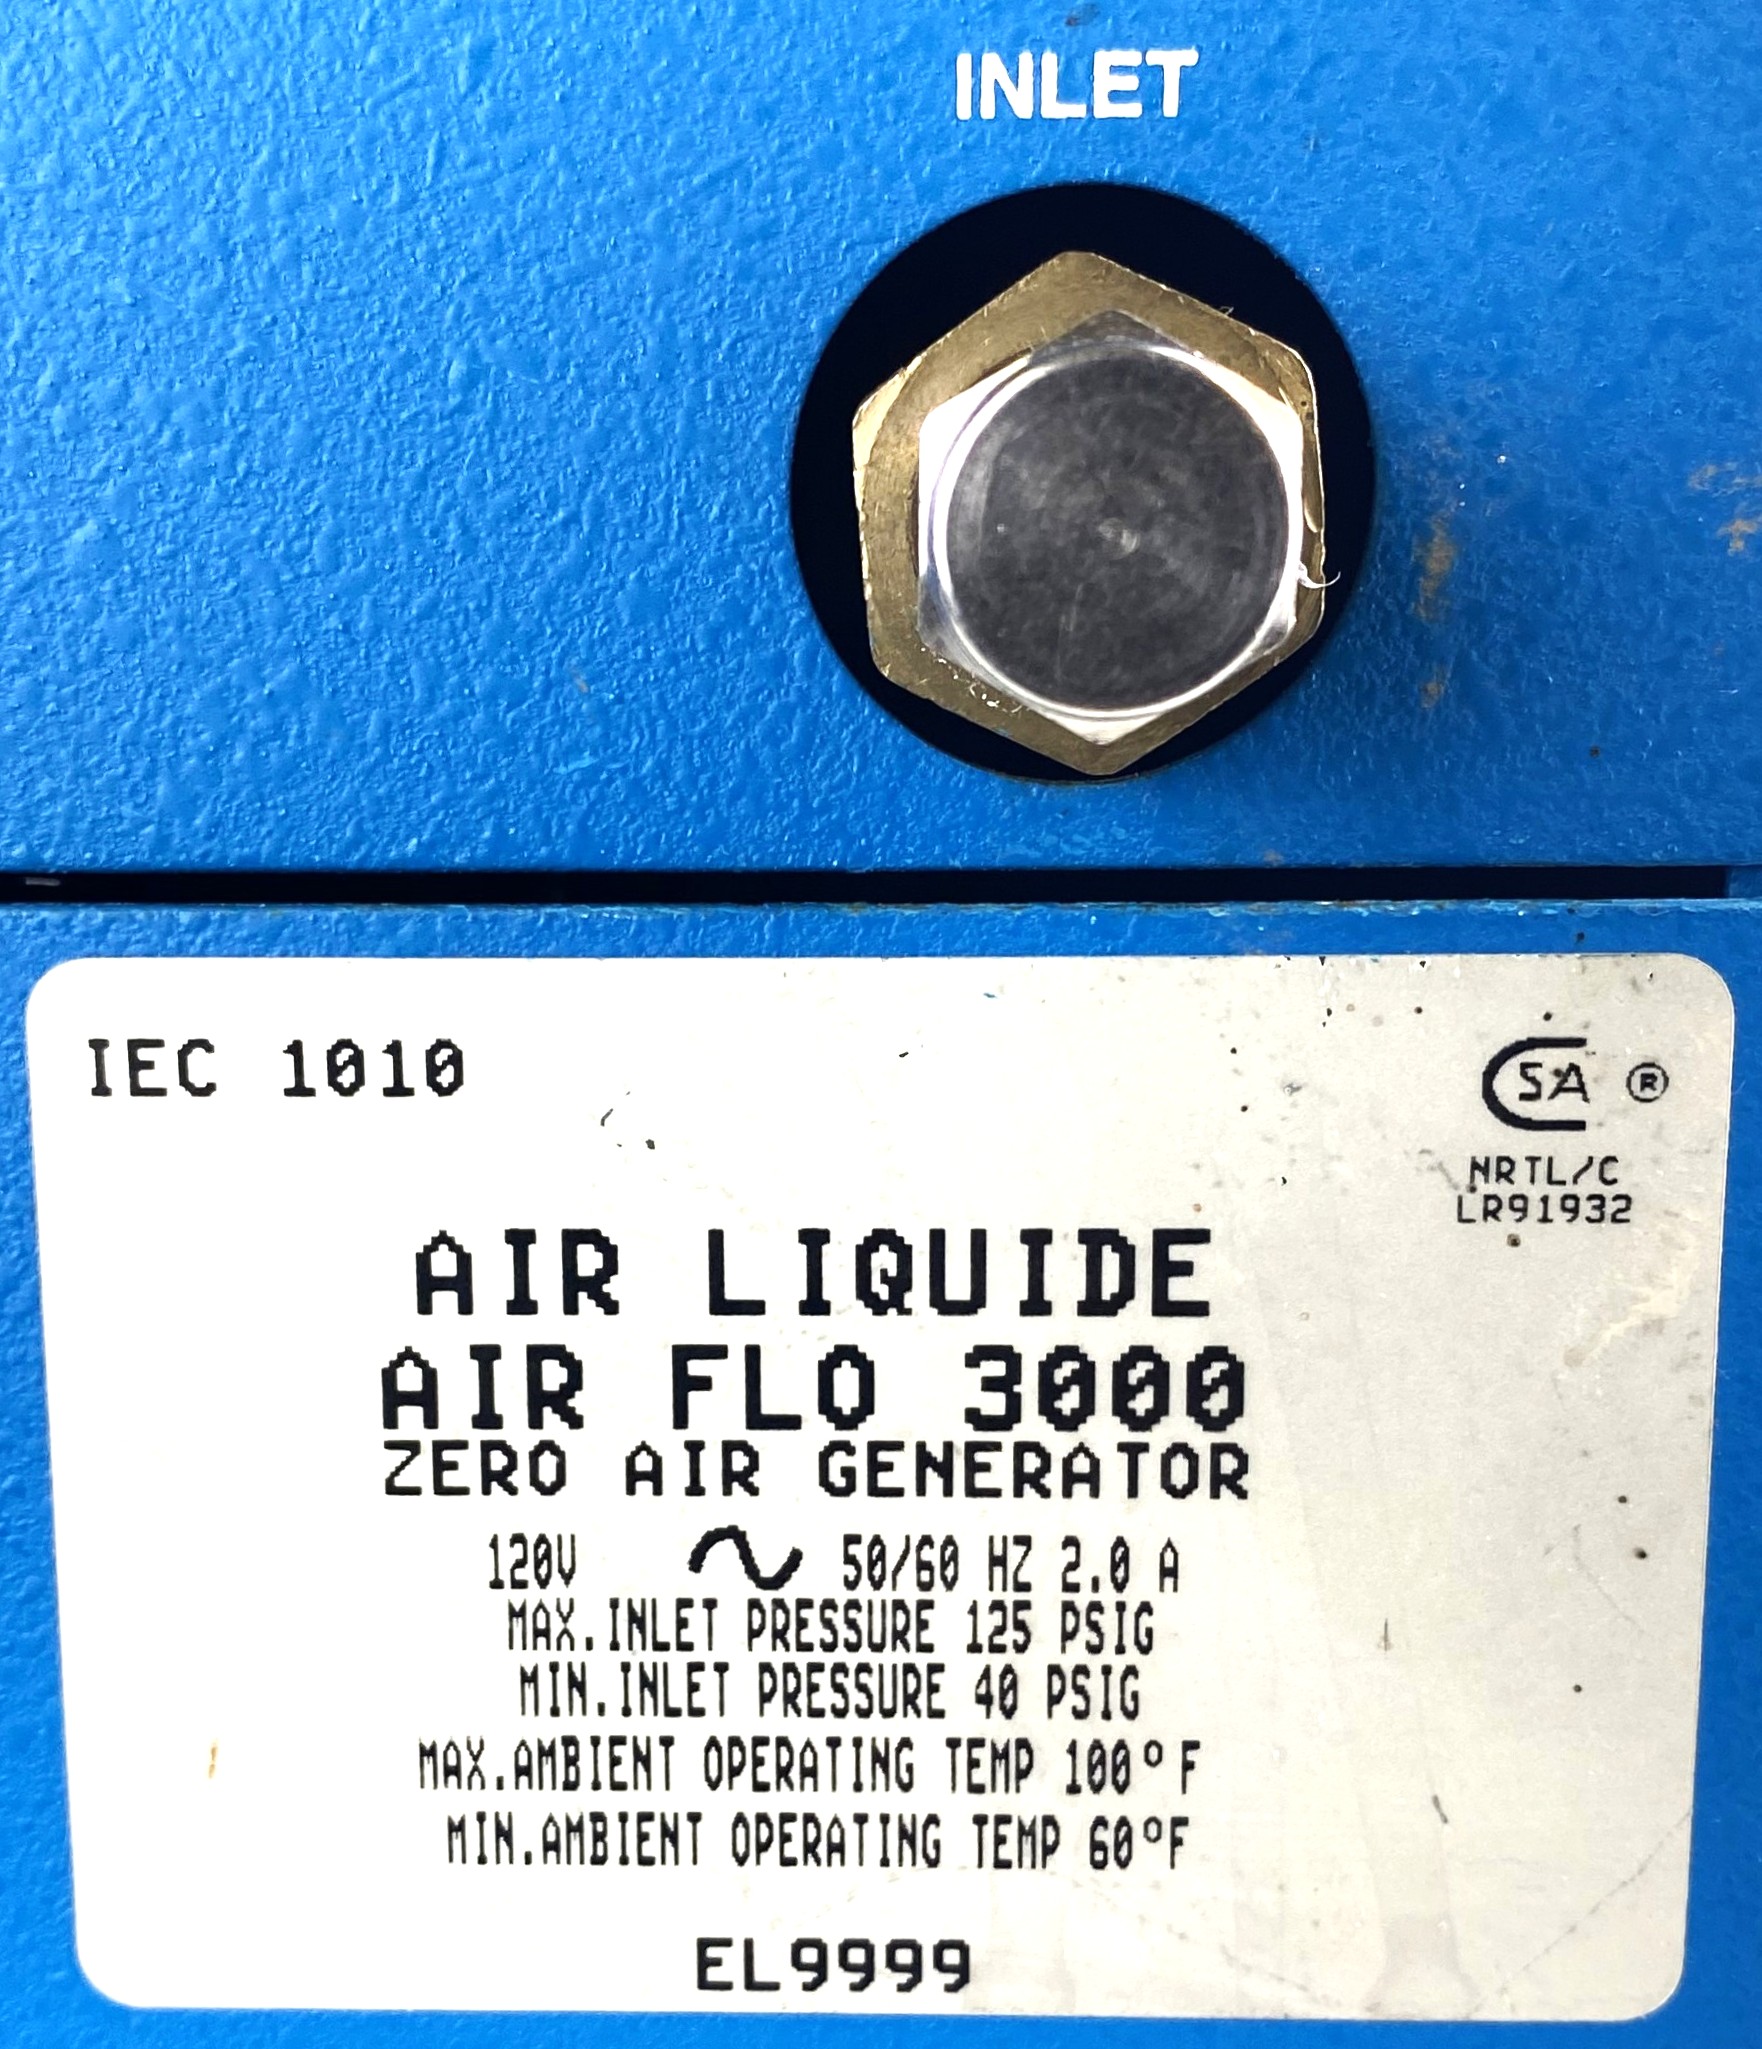 INLET
IEC 1010
CSA ®
NRTL/C
LR91932
AIR LIQUIDE
AIR FLO 3000
ZERO AIR GENERATOR
120V ∿ 50/60 HZ 2.0 A
MAX.INLET PRESSURE 125 PSIG
MIN.INLET PRESSURE 40 PSIG
MAX.AMBIENT OPERATING TEMP 100°F
MIN.AMBIENT OPERATING TEMP 60°F
EL9999